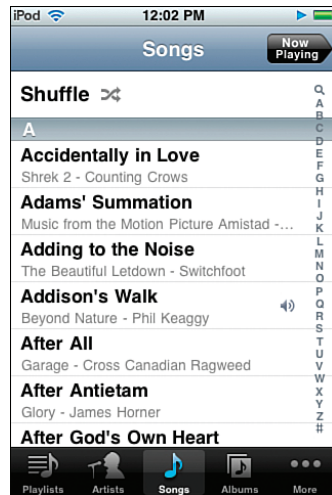 iPod 12:02 PM
Songs
Now
Playing
Shuffle
A
Accidentally in Love
Shrek 2 - Counting Crows
Adams' Summation
Music from the Motion Picture Amistad -...
Adding to the Noise
The Beautiful Letdown - Switchfoot
Addison's Walk
Beyond Nature - Phil Keaggy
After All
Garage - Cross Canadian Ragweed
After Antietam
Glory - James Horner
After God's Own Heart
A
B
C
D
E
F
G
H
I
J
K
L
M
N
O
P
Q
R
S
T
U
V
W
X
Y
Z
#
Playlists Artists Songs Albums More